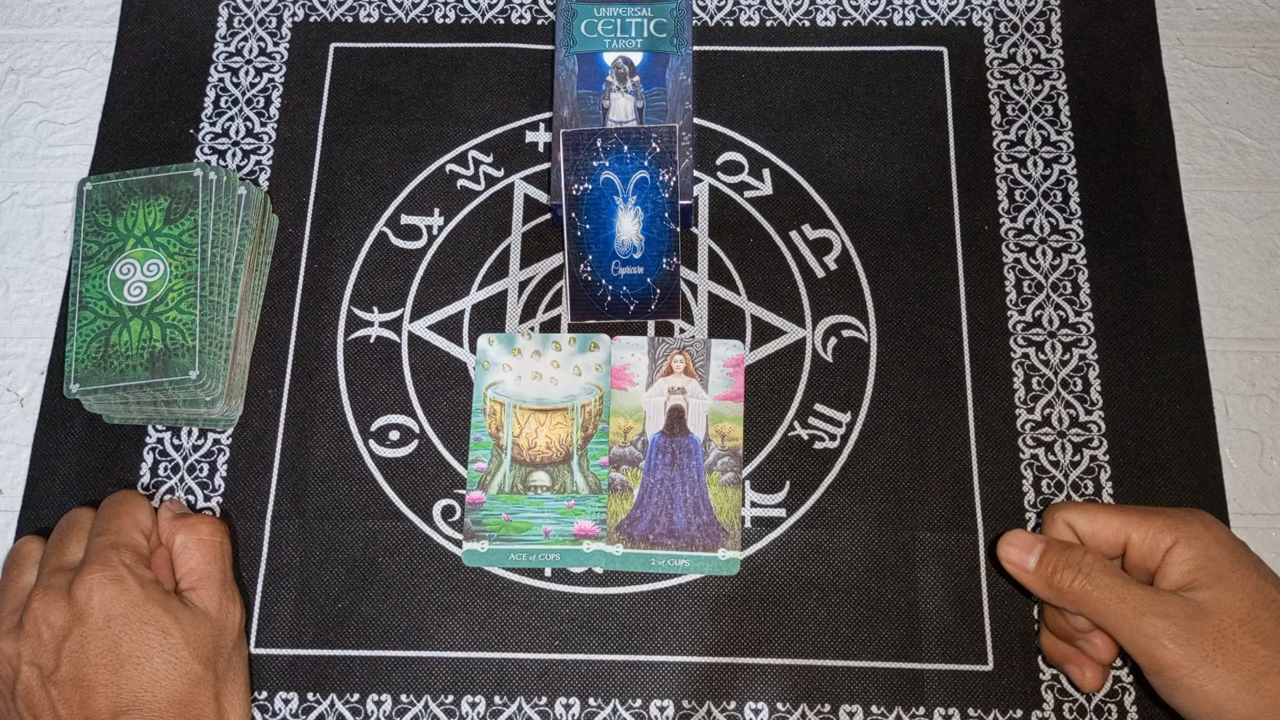 UNIVERSAL
CELTIC
TAROT
Capricorn
ACE of CUPS
2 of CUPS